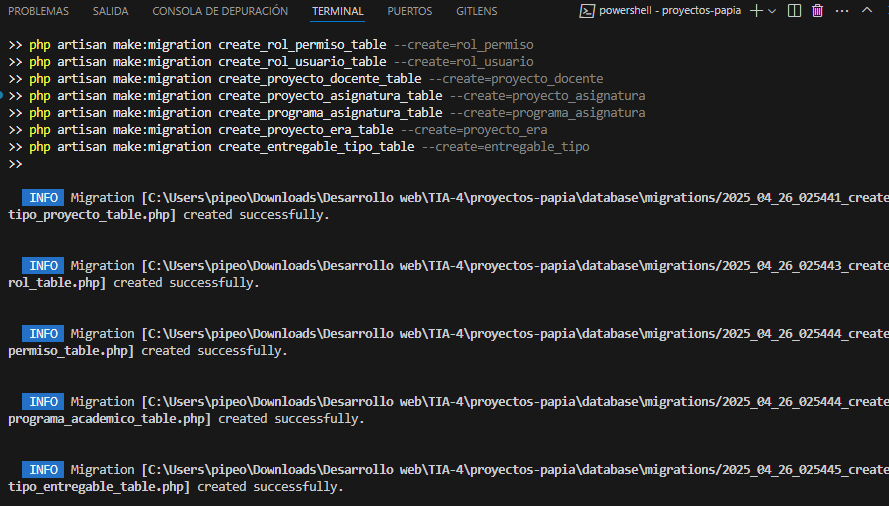 PROBLEMAS SALIDA CONSOLA DE DEPURACIÓN TERMINAL PUERTOS GITLENS powershell - proyectos-papia
>> php artisan make:migration create_rol_permiso_table --create=rol_permiso
>> php artisan make:migration create_rol_usuario_table --create=rol_usuario
>> php artisan make:migration create_proyecto_docente_table --create=proyecto_docente
>> php artisan make:migration create_proyecto_asignatura_table --create=proyecto_asignatura
>> php artisan make:migration create_programa_asignatura_table --create=programa_asignatura
>> php artisan make:migration create_proyecto_era_table --create=proyecto_era
>> php artisan make:migration create_entregable_tipo_table --create=entregable_tipo
>>
INFO Migration [C:\Users\pipeo\Downloads\Desarrollo web\TIA-4\proyectos-papia\database\migrations/2025_04_26_025441_create
tipo_proyecto_table.php] created successfully.
INFO Migration [C:\Users\pipeo\Downloads\Desarrollo web\TIA-4\proyectos-papia\database\migrations/2025_04_26_025443_create
rol_table.php] created successfully.
INFO Migration [C:\Users\pipeo\Downloads\Desarrollo web\TIA-4\proyectos-papia\database\migrations/2025_04_26_025444_create
permiso_table.php] created successfully.
INFO Migration [C:\Users\pipeo\Downloads\Desarrollo web\TIA-4\proyectos-papia\database\migrations/2025_04_26_025444_create
programa_academico_table.php] created successfully.
INFO Migration [C:\Users\pipeo\Downloads\Desarrollo web\TIA-4\proyectos-papia\database\migrations/2025_04_26_025445_create
tipo_entregable_table.php] created successfully.